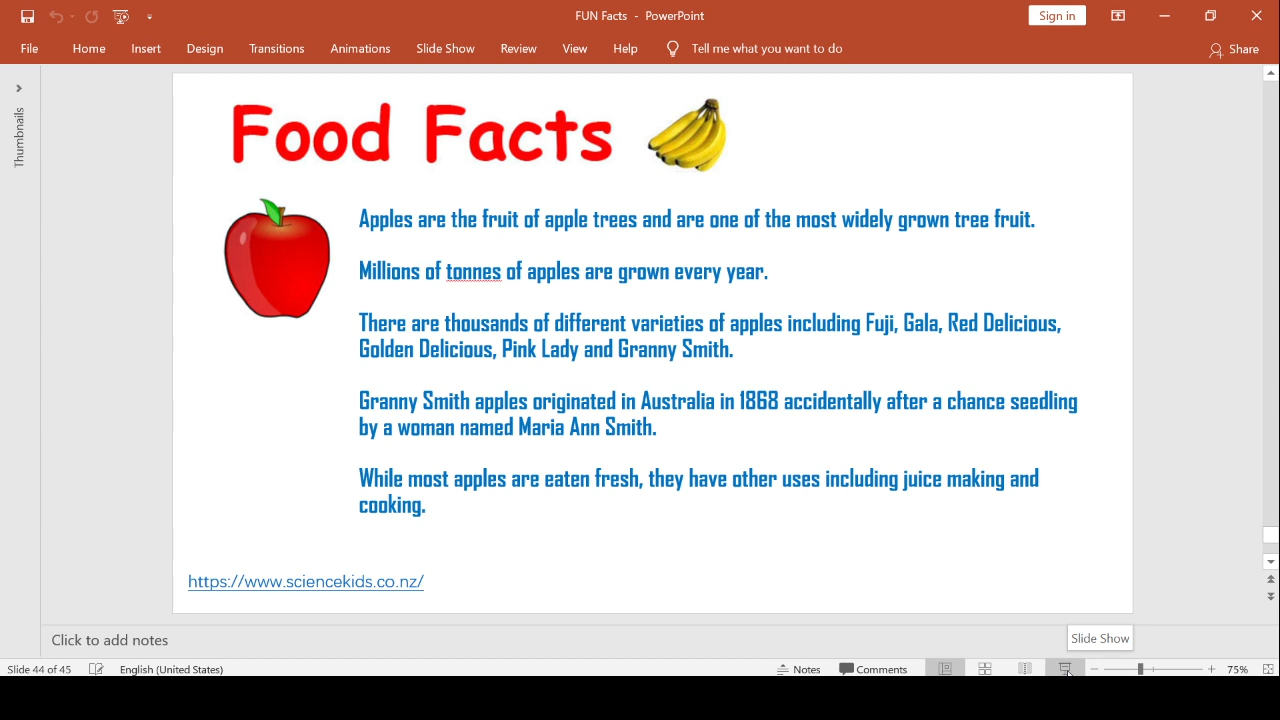 FUN Facts - PowerPoint
Sign in
File Home Insert Design Transitions Animations Slide Show Review View Help Tell me what you want to do Share
Thumbnails
Food Facts
Apples are the fruit of apple trees and are one of the most widely grown tree fruit.
Millions of tonnes of apples are grown every year.
There are thousands of different varieties of apples including Fuji, Gala, Red Delicious,
Golden Delicious, Pink Lady and Granny Smith.
Granny Smith apples originated in Australia in 1868 accidentally after a chance seedling
by a woman named Maria Ann Smith.
While most apples are eaten fresh, they have other uses including juice making and
cooking.
https://www.sciencekids.co.nz/
Click to add notes
Slide Show
Slide 44 of 45 English (United States) Notes Comments 75%